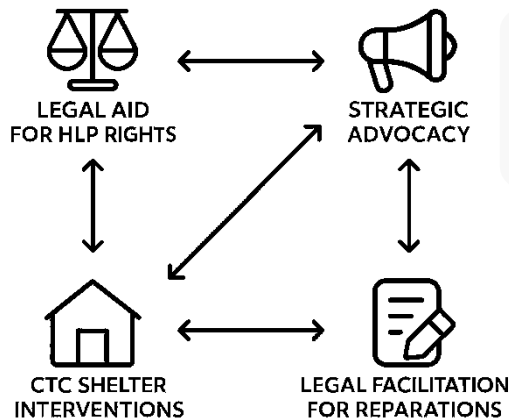 LEGAL AID
FOR HLP RIGHTS
STRATEGIC
ADVOCACY
CTC SHELTER
INTERVENTIONS
LEGAL FACILITATION
FOR REPARATIONS